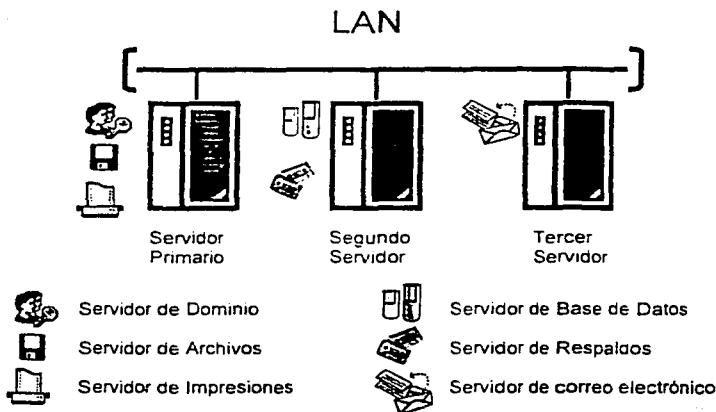 LAN
Servidor
Primario
Segundo
Servidor
Tercer
Servidor
Servidor de Dominio
Servidor de Base de Datos
Servidor de Archivos
Servidor de Respaldos
Servidor de Impresiones
Servidor de correo electrónico